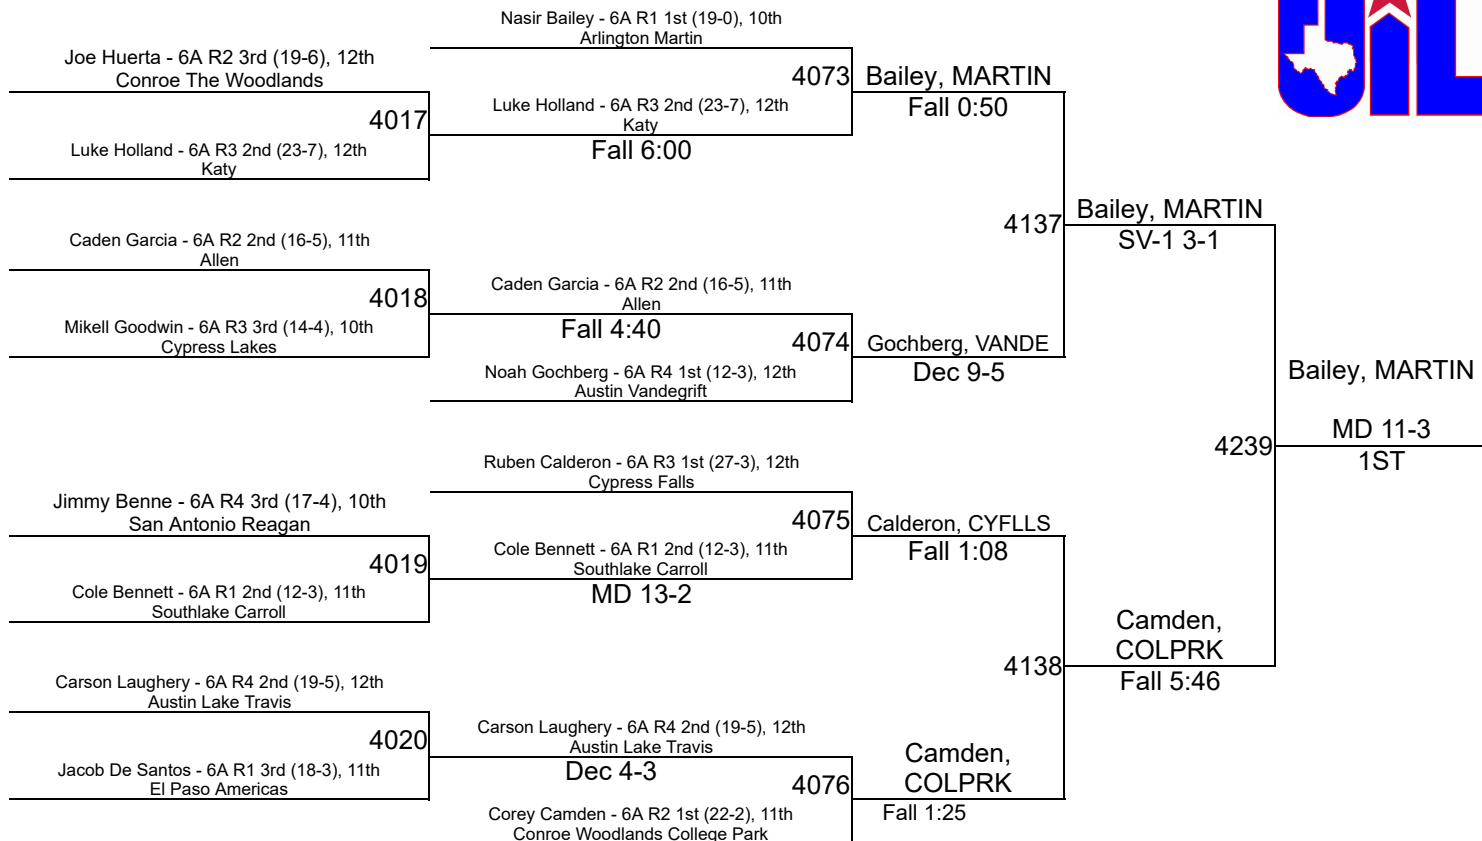 Nasir Bailey - 6A R1 1st (19-0), 10th
Arlington Martin
Joe Huerta - 6A R2 3rd (19-6), 12th
Conroe The Woodlands
4073
Bailey, MARTIN
Fall 0:50
4017
Luke Holland - 6A R3 2nd (23-7), 12th
Katy
Fall 6:00
Luke Holland - 6A R3 2nd (23-7), 12th
Katy
4137
Bailey, MARTIN
SV-1 3-1
Caden Garcia - 6A R2 2nd (16-5), 11th
Allen
4018
Caden Garcia - 6A R2 2nd (16-5), 11th
Allen
Fall 4:40
Mikell Goodwin - 6A R3 3rd (14-4), 10th
Cypress Lakes
4074
Gochberg, VANDE
Dec 9-5
Noah Gochberg - 6A R4 1st (12-3), 12th
Austin Vandegrift
Bailey, MARTIN
4239
MD 11-3
1ST
Ruben Calderon - 6A R3 1st (27-3), 12th
Cypress Falls
Jimmy Benne - 6A R4 3rd (17-4), 10th
San Antonio Reagan
4075
Calderon, CYFLLS
Fall 1:08
4019
Cole Bennett - 6A R1 2nd (12-3), 11th
Southlake Carroll
MD 13-2
Cole Bennett - 6A R1 2nd (12-3), 11th
Southlake Carroll
4138
Camden,
COLPRK
Fall 5:46
Carson Laughery - 6A R4 2nd (19-5), 12th
Austin Lake Travis
4020
Carson Laughery - 6A R4 2nd (19-5), 12th
Austin Lake Travis
Dec 4-3
Jacob De Santos - 6A R1 3rd (18-3), 11th
El Paso Americas
4076
Camden,
COLPRK
Fall 1:25
Corey Camden - 6A R2 1st (22-2), 11th
Conroe Woodlands College Park
UIL